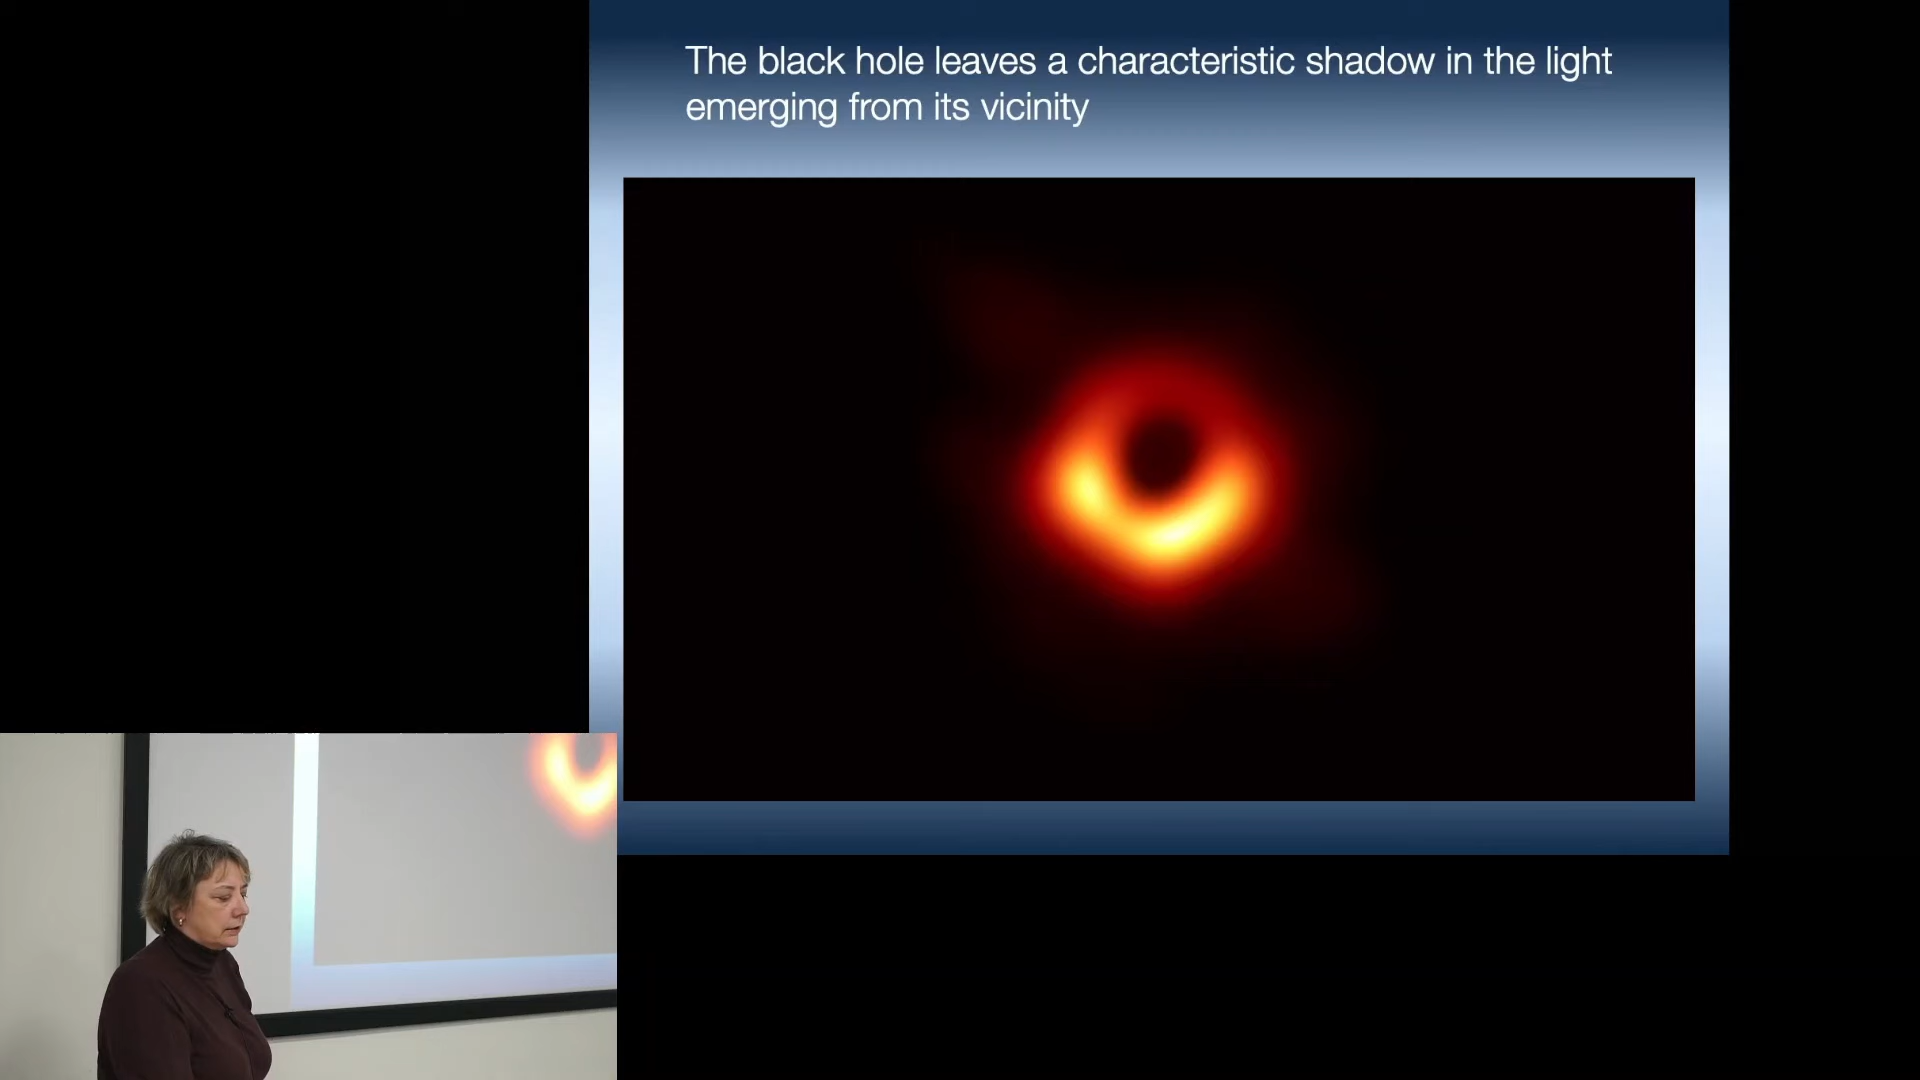 The black hole leaves a characteristic shadow in the light
emerging from its vicinity